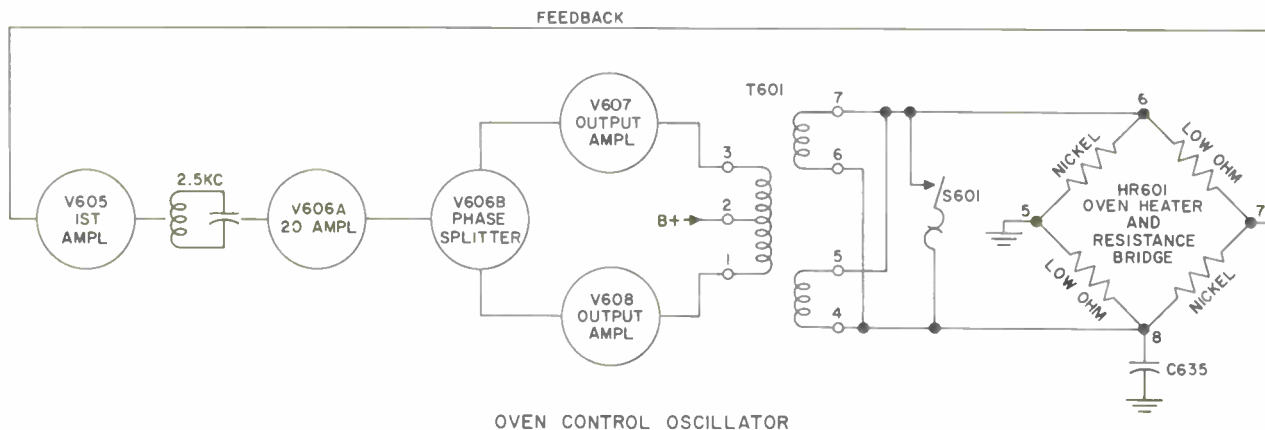 FEEDBACK
V605
1ST
AMPL
2.5KC
V606A
2D AMPL
V606B
PHASE
SPLITTER
V607
OUTPUT
AMPL
V608
OUTPUT
AMPL
3
2
B+
1
T601
7
6
5
4
S601
6
NICKEL
LOW OHM
5
HR601
OVEN HEATER
AND
RESISTANCE
BRIDGE
7
LOW OHM
NICKEL
8
C635
OVEN CONTROL OSCILLATOR